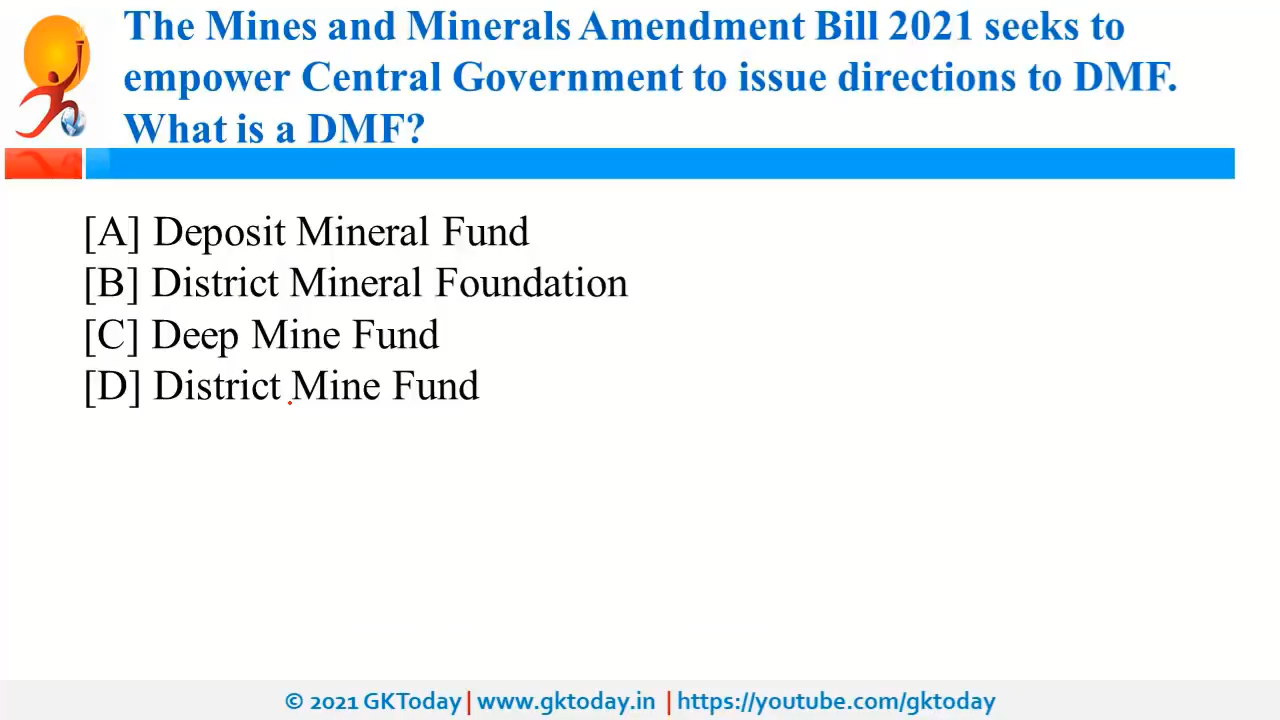 The Mines and Minerals Amendment Bill 2021 seeks to
empower Central Government to issue directions to DMF.
What is a DMF?
[A] Deposit Mineral Fund
[B] District Mineral Foundation
[C] Deep Mine Fund
[D] District Mine Fund
© 2021 GKToday | www.gktoday.in | https://youtube.com/gktoday